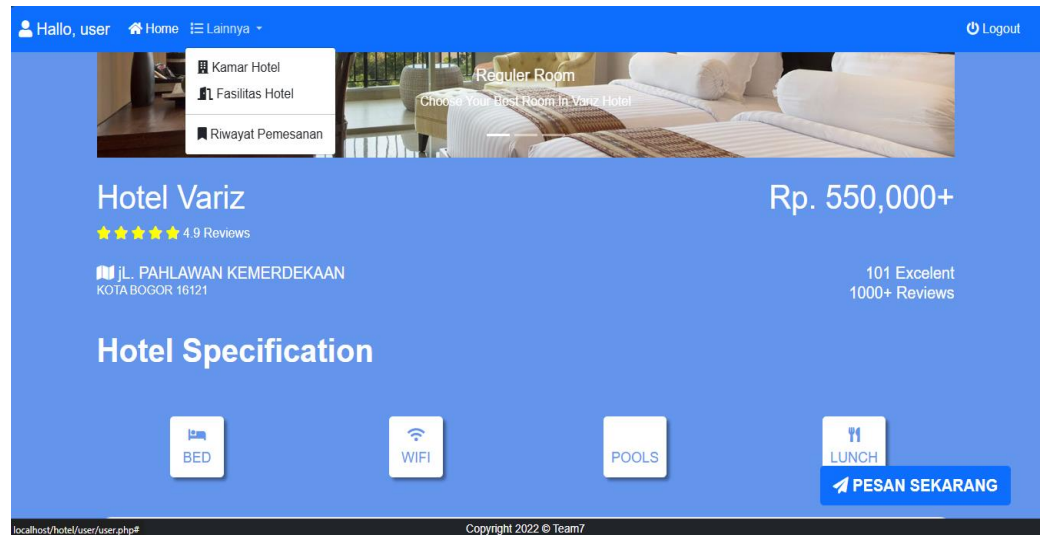 Hallo, user Home Lainnya Logout
Kamar Hotel
Fasilitas Hotel
Riwayat Pemesanan
Reguler Room
Choose Your Best Room In Variz Hotel
Hotel Variz
Rp. 550,000+
4.9 Reviews
jL. PAHLAWAN KEMERDEKAAN
KOTA BOGOR 16121
101 Excelent
1000+ Reviews
Hotel Specification
BED
WIFI
POOLS
LUNCH
PESAN SEKARANG
localhost/hotel/user/user.php#
Copyright 2022 © Team7